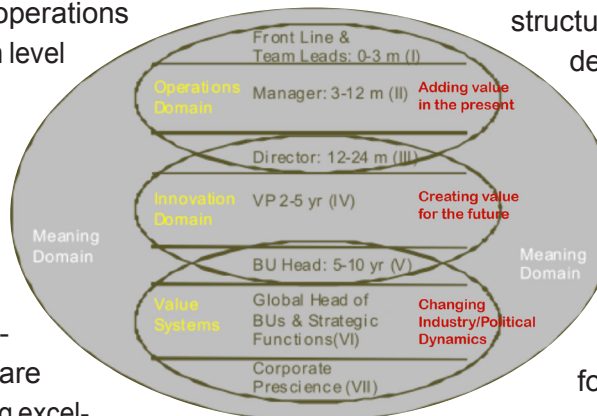 operations
level
structu
de
Front Line &
Team Leads: 0-3 m (I)
Operations
Domain
Manager: 3-12 m (II)
Adding value
in the present
Director: 12-24 m (III)
Innovation
Domain
VP 2-5 yr (IV)
Creating value
for the future
Meaning
Domain
Meaning
Domain
BU Head: 5-10 yr (V)
Value
Systems
Global Head of
BUs & Strategic
Functions(VI)
Changing
Industry/Political
Dynamics
Corporate
Prescience (VII)
are
g excel-
fo